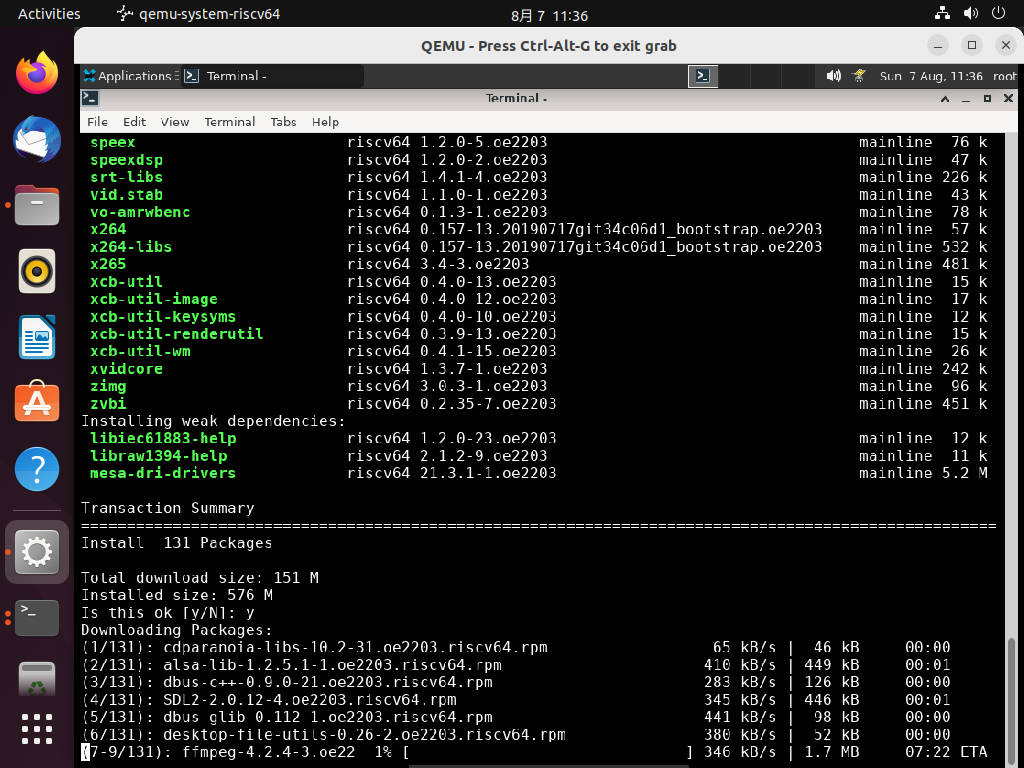 Activities qemu-system-riscv64 8月 7 11:36
QEMU - Press Ctrl-Alt-G to exit grab
Applications Terminal - Sun 7 Aug, 11:36 root
Terminal -
File Edit View Terminal Tabs Help
speex riscv64 1.2.0-5.oe2203 mainline 76 k
speexdsp riscv64 1.2.0-2.oe2203 mainline 47 k
srt-libs riscv64 1.4.1-4.oe2203 mainline 226 k
vid.stab riscv64 1.1.0-1.oe2203 mainline 43 k
vo-amrwbenc riscv64 0.1.3-1.oe2203 mainline 78 k
x264 riscv64 0.157-13.20190717git34c06d1_bootstrap.oe2203 mainline 57 k
x264-libs riscv64 0.157-13.20190717git34c06d1_bootstrap.oe2203 mainline 532 k
x265 riscv64 3.4-3.oe2203 mainline 481 k
xcb-util riscv64 0.4.0-13.oe2203 mainline 15 k
xcb-util-image riscv64 0.4.0 12.oe2203 mainline 17 k
xcb-util-keysyms riscv64 0.4.0-10.oe2203 mainline 12 k
xcb-util-renderutil riscv64 0.3.9-13.oe2203 mainline 15 k
xcb-util-wm riscv64 0.4.1-15.oe2203 mainline 26 k
xvidcore riscv64 1.3.7-1.oe2203 mainline 242 k
zimg riscv64 3.0.3-1.oe2203 mainline 96 k
zvbi riscv64 0.2.35-7.oe2203 mainline 451 k
Installing weak dependencies:
libiec61883-help riscv64 1.2.0-23.oe2203 mainline 12 k
libraw1394-help riscv64 2.1.2-9.oe2203 mainline 11 k
mesa-dri-drivers riscv64 21.3.1-1.oe2203 mainline 5.2 M
Transaction Summary
====================================================================================================
Install 131 Packages
Total download size: 151 M
Installed size: 576 M
Is this ok [y/N]: y
Downloading Packages:
(1/131): cdparanoia-libs-10.2-31.oe2203.riscv64.rpm 65 kB/s | 46 kB 00:00
(2/131): alsa-lib-1.2.5.1-1.oe2203.riscv64.rpm 410 kB/s | 449 kB 00:01
(3/131): dbus-c++-0.9.0-21.oe2203.riscv64.rpm 283 kB/s | 126 kB 00:00
(4/131): SDL2-2.0.12-4.oe2203.riscv64.rpm 345 kB/s | 446 kB 00:01
(5/131): dbus glib 0.112 1.oe2203.riscv64.rpm 441 kB/s | 98 kB 00:00
(6/131): desktop-file-utils-0.26-2.oe2203.riscv64.rpm 380 kB/s | 52 kB 00:00
(7-9/131): ffmpeg-4.2.4-3.oe22 1% [ ] 346 kB/s | 1.7 MB 07:22 ETA